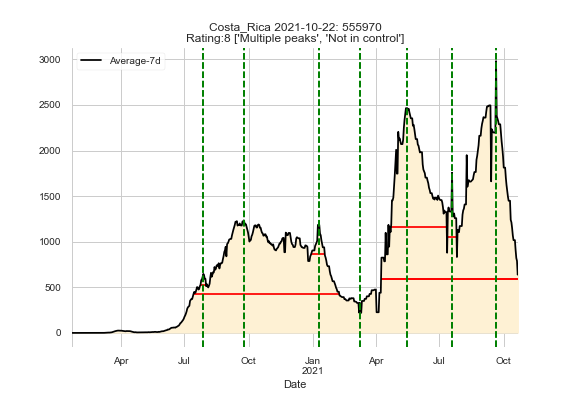 Costa_Rica 2021-10-22: 555970
Rating:8 ['Multiple peaks', 'Not in control']
Average-7d
3000
2500
2000
1500
1000
500
0
Apr
Jul
Oct
Jan
2021
Apr
Jul
Oct
Date